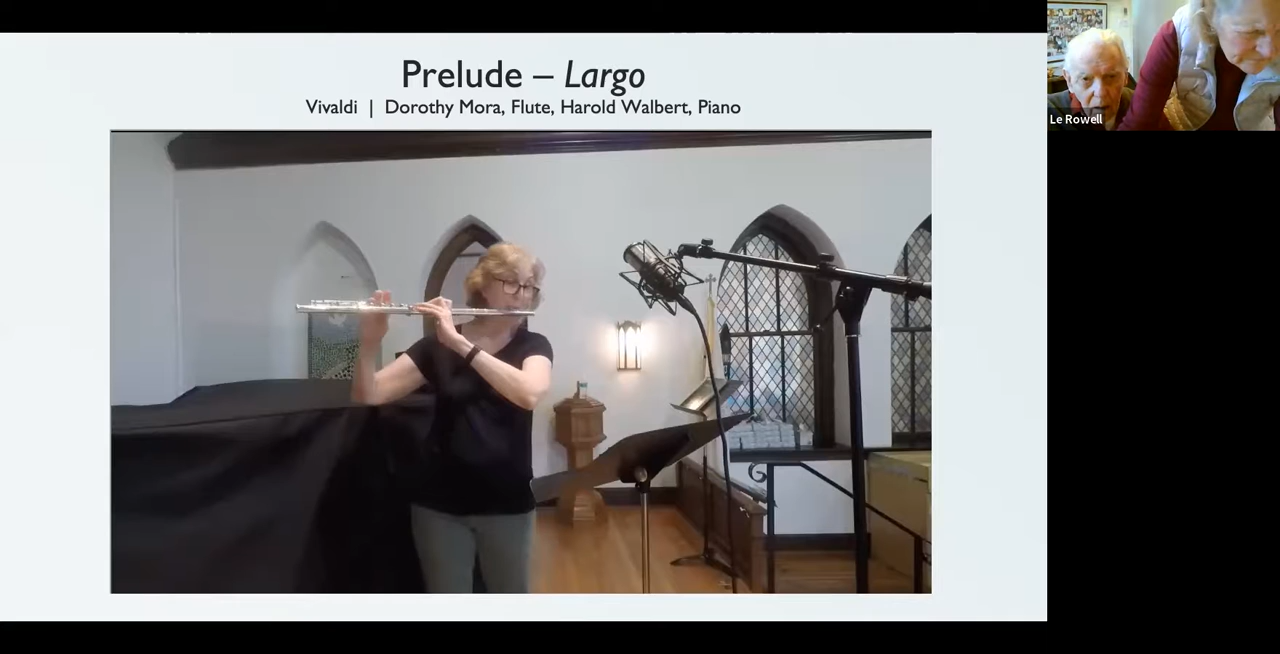 Prelude – Largo
Vivaldi | Dorothy Mora, Flute, Harold Walbert, Piano
Le Rowell